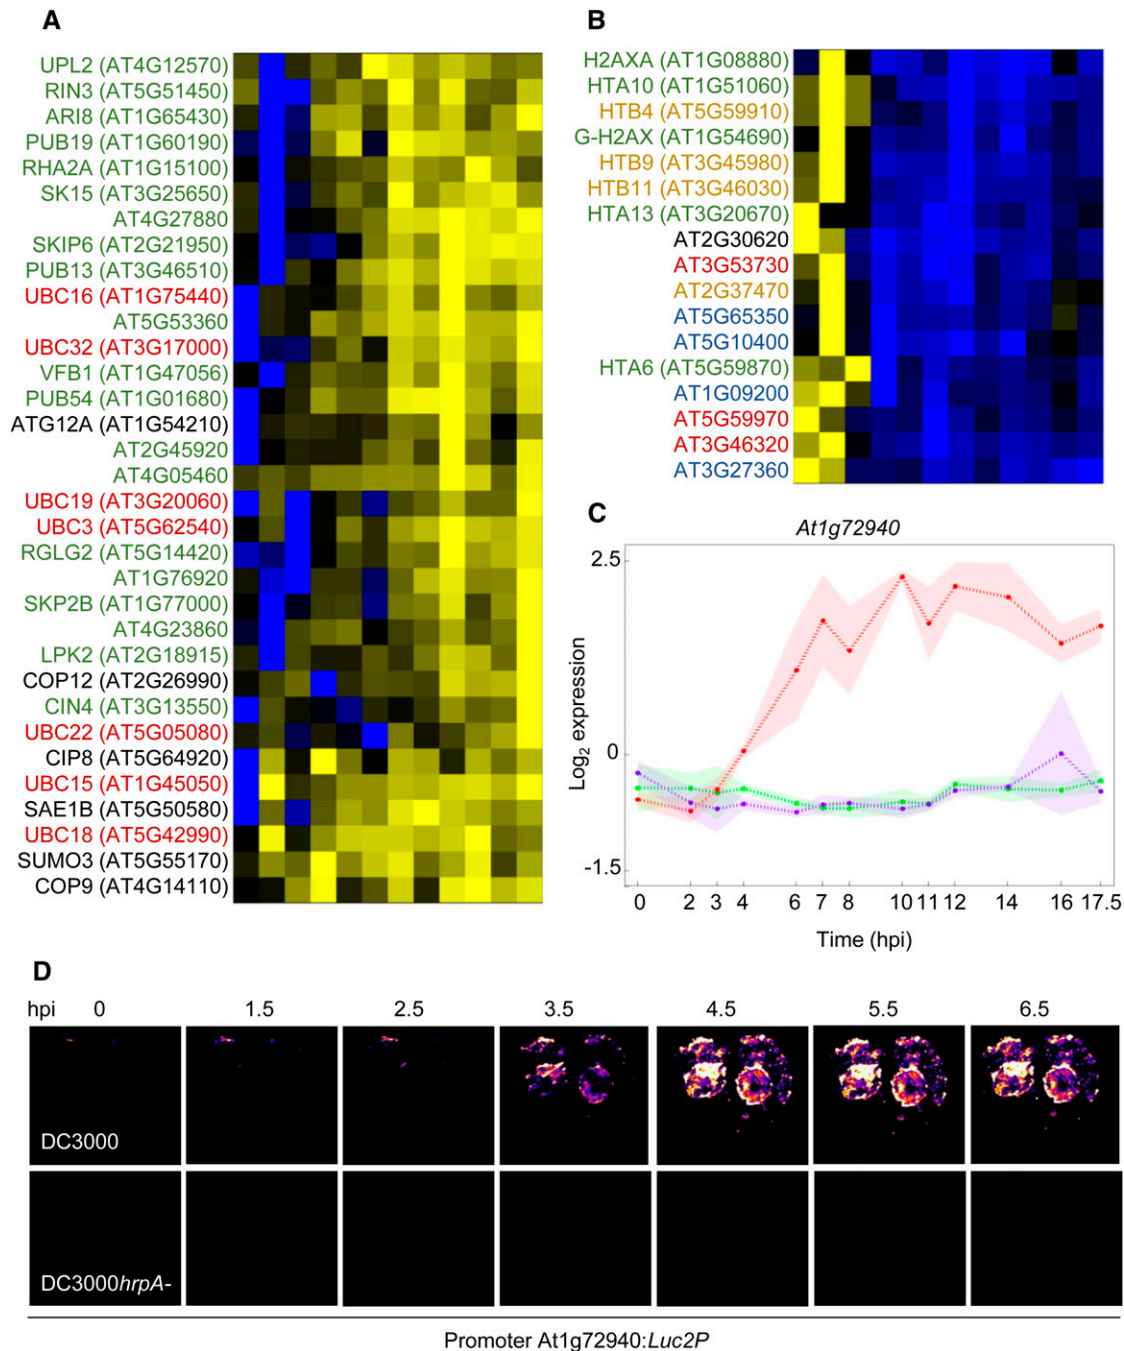 A
UPL2 (AT4G12570)
RIN3 (AT5G51450)
ARI8 (AT1G65430)
PUB19 (AT1G60190)
RHA2A (AT1G15100)
SK15 (AT3G25650)
AT4G27880
SKIP6 (AT2G21950)
PUB13 (AT3G46510)
UBC16 (AT1G75440)
AT5G53360
UBC32 (AT3G17000)
VFB1 (AT1G47056)
PUB54 (AT1G01680)
ATG12A (AT1G54210)
AT2G45920
AT4G05460
UBC19 (AT3G20060)
UBC3 (AT5G62540)
RGLG2 (AT5G14420)
AT1G76920
SKP2B (AT1G77000)
AT4G23860
LPK2 (AT2G18915)
COP12 (AT2G26990)
CIN4 (AT3G13550)
UBC22 (AT5G05080)
CIP8 (AT5G64920)
UBC15 (AT1G45050)
SAE1B (AT5G50580)
UBC18 (AT5G42990)
SUMO3 (AT5G55170)
COP9 (AT4G14110)
B
H2AXA (AT1G08880)
HTA10 (AT1G51060)
HTB4 (AT5G59910)
G-H2AX (AT1G54690)
HTB9 (AT3G45980)
HTB11 (AT3G46030)
HTA13 (AT3G20670)
AT2G30620
AT3G53730
AT2G37470
AT5G65350
AT5G10400
HTA6 (AT5G59870)
AT1G09200
AT5G59970
AT3G46320
AT3G27360
C
At1g72940
2.5
0
-1.5
Log2 expression
0 2 3 4 6 7 8 10 11 12 14 16 17.5
Time (hpi)
D
hpi 0 1.5 2.5 3.5 4.5 5.5 6.5
DC3000
DC3000hrpA-
Promoter At1g72940:Luc2P